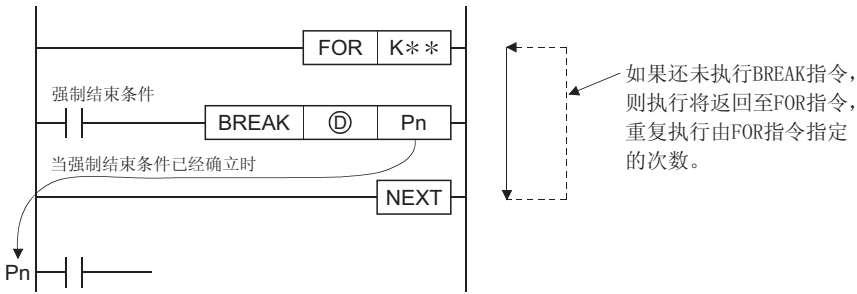 FOR K＊＊
强制结束条件
BREAK Ⓓ Pn
当强制结束条件已经确立时
NEXT
Pn
如果还未执行BREAK指令，
则执行将返回至FOR指令，
重复执行由FOR指令指定
的次数。